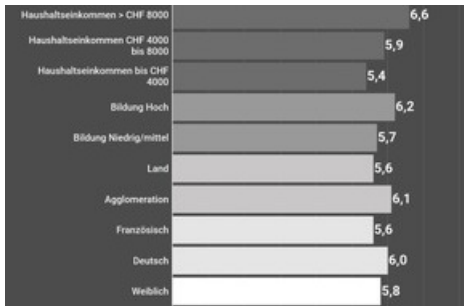 Haushaltseinkommen > CHF 8000
6,6
Haushaltseinkommen CHF 4000
bis 8000
5,9
Haushaltseinkommen bis CHF
4000
5,4
Bildung Hoch
6,2
Bildung Niedrig/mittel
5,7
Land
5,6
Agglomeration
6,1
Französisch
5,6
Deutsch
6,0
Weiblich
5,8